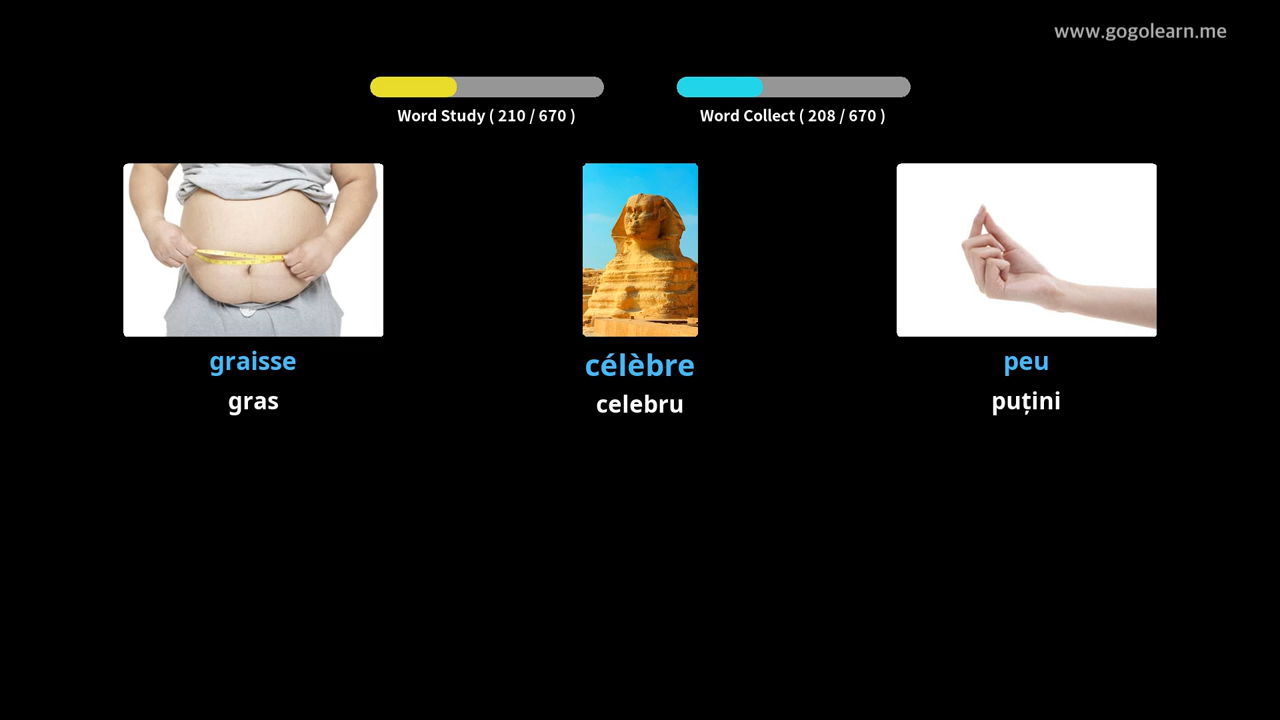 www.gogolearn.me
Word Study ( 210 / 670 )
Word Collect ( 208 / 670 )
graisse
gras
célèbre
celebru
peu
puțini